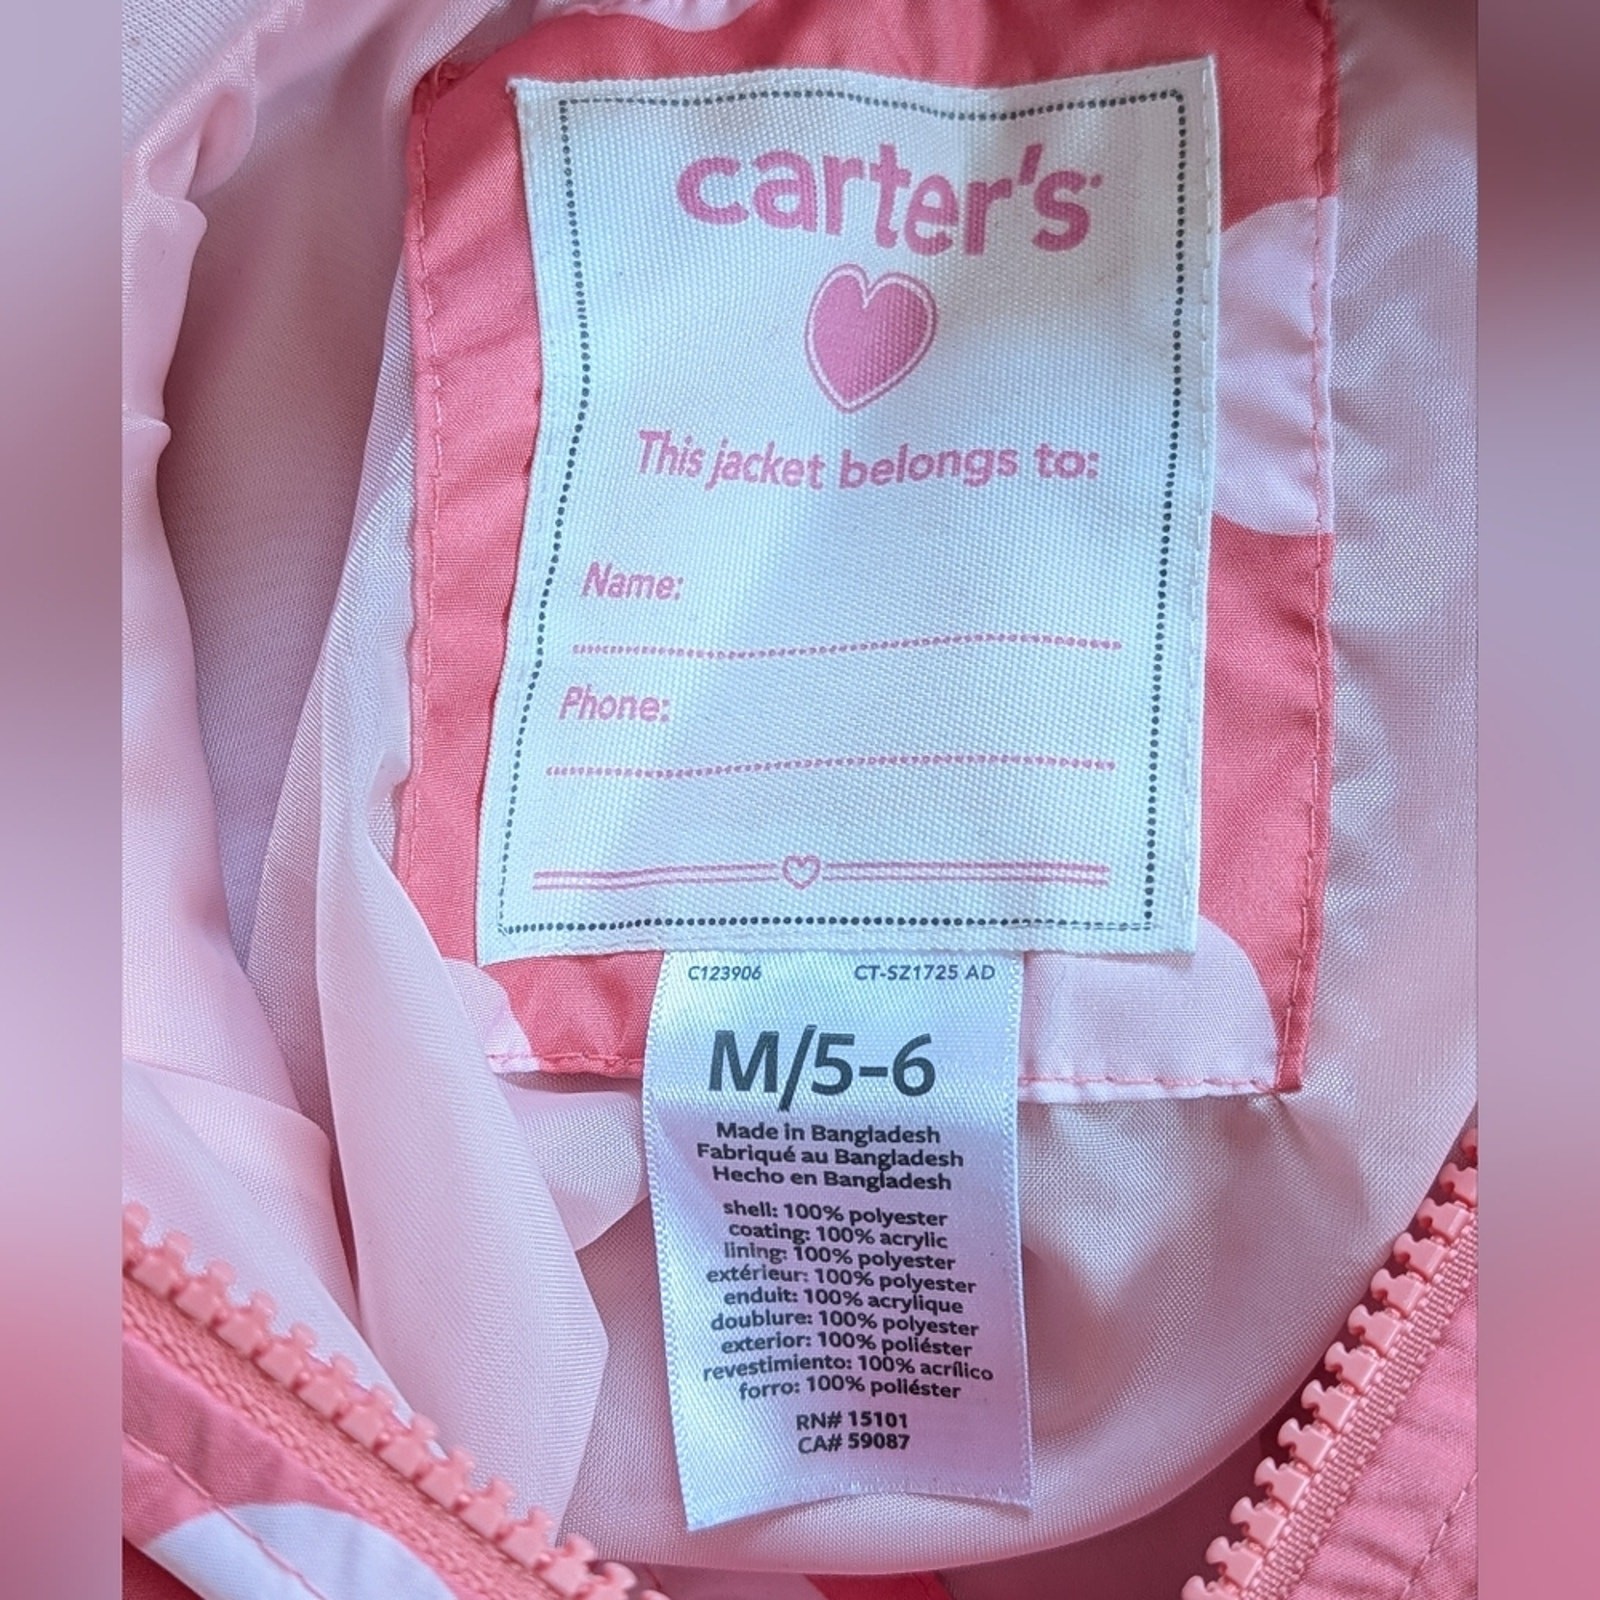 carter's
This jacket belongs to:
Name:
Phone:
C123906 CT-SZ1725 AD
M/5-6
Made in Bangladesh
Fabriqué au Bangladesh
Hecho en Bangladesh
shell: 100% polyester
coating: 100% acrylic
lining: 100% polyester
extérieur: 100% polyester
enduit: 100% acrylique
doublure: 100% polyester
exterior: 100% poliéster
revestimiento: 100% acrílico
forro: 100% poliéster
RN# 15101
CA# 59087